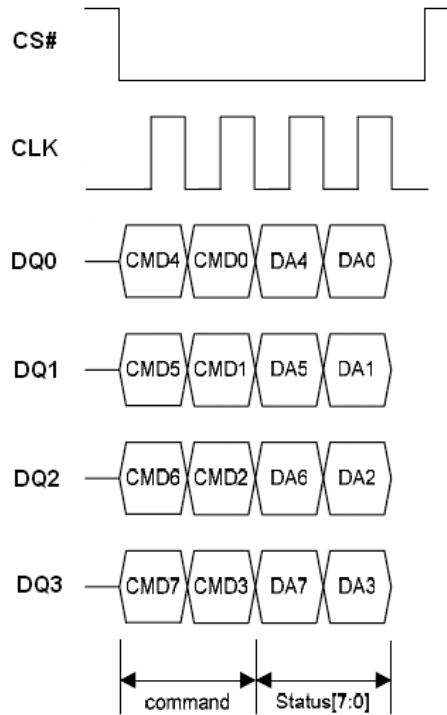 CS#
CLK
DQ0 CMD4 CMD0 DA4 DA0
DQ1 CMD5 CMD1 DA5 DA1
DQ2 CMD6 CMD2 DA6 DA2
DQ3 CMD7 CMD3 DA7 DA3
command Status[7:0]